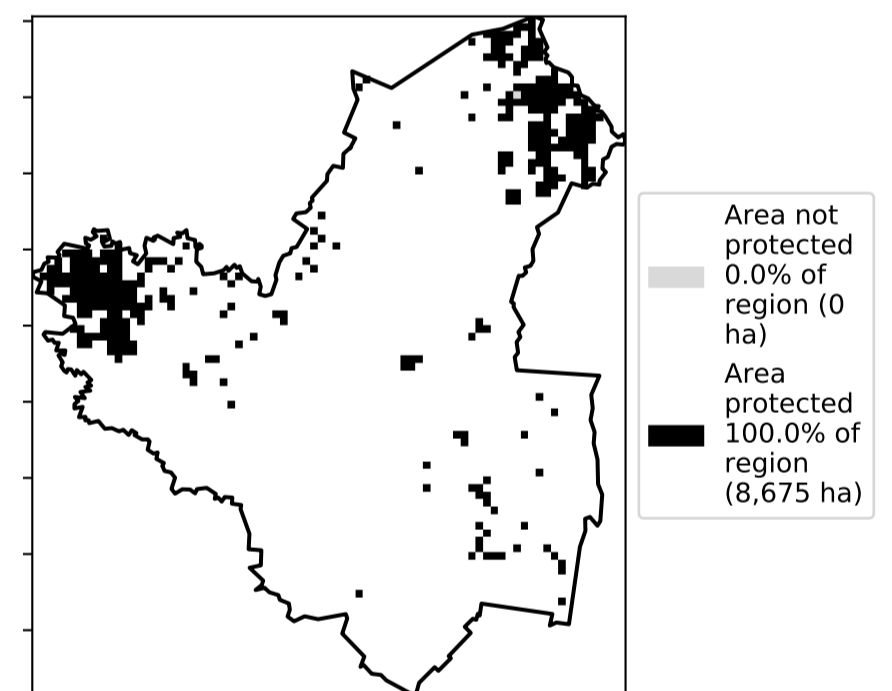 Area not
protected
0.0% of
region (0
ha)
Area
protected
100.0% of
region
(8,675 ha)